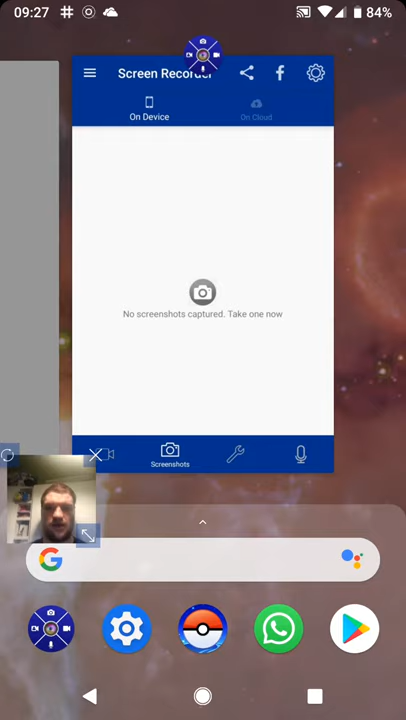 09:27
84%
Screen Recorder
On Device
On Cloud
No screenshots captured. Take one now
Screenshots